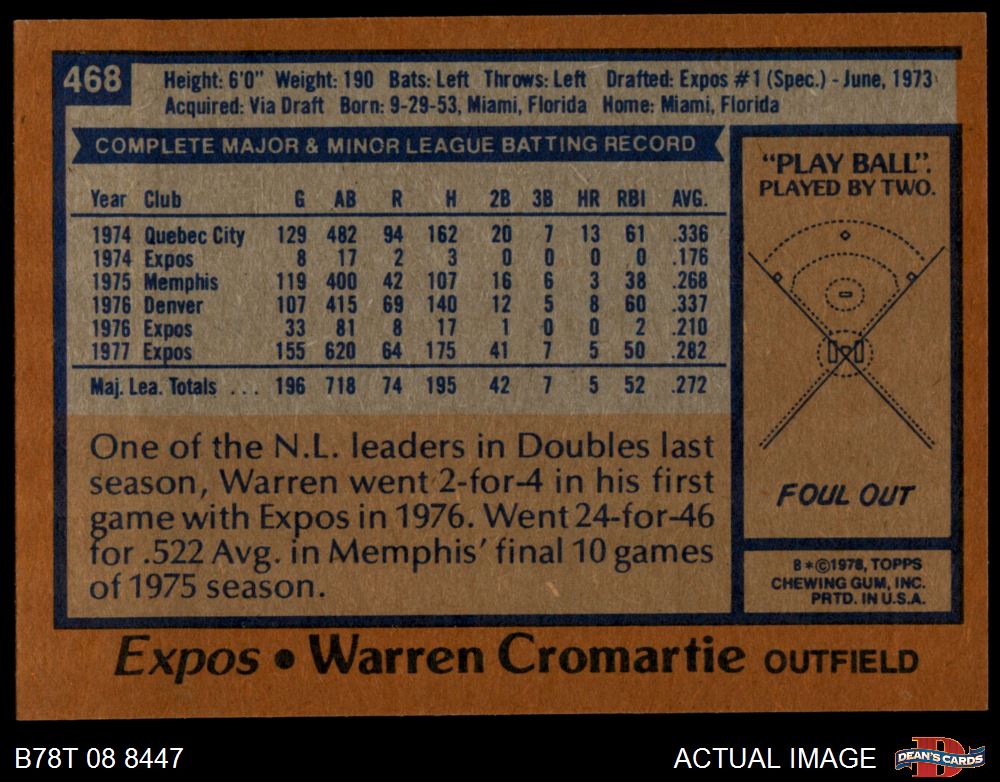 468
Height: 6'0" Weight: 190 Bats: Left Throws: Left Drafted: Expos #1 (Spec.) - June, 1973
Acquired: Via Draft Born: 9-29-53, Miami, Florida Home: Miami, Florida
COMPLETE MAJOR & MINOR LEAGUE BATTING RECORD
Year Club G AB R H 2B 3B HR RBI AVG.
1974 Quebec City 129 482 94 162 20 7 13 61 .336
1974 Expos 8 17 2 3 0 0 0 0 .176
1975 Memphis 119 400 42 107 16 6 3 38 .268
1976 Denver 107 415 69 140 12 5 8 60 .337
1976 Expos 33 81 8 17 1 0 0 2 .210
1977 Expos 155 620 64 175 41 7 5 50 .282
Maj. Lea. Totals ... 196 718 74 195 42 7 5 52 .272
One of the N.L. leaders in Doubles last
season, Warren went 2-for-4 in his first
game with Expos in 1976. Went 24-for-46
for .522 Avg. in Memphis' final 10 games
of 1975 season.
"PLAY BALL".
PLAYED BY TWO.
FOUL OUT
B*©1978, TOPPS
CHEWING GUM, INC.
PRTD. IN U.S.A.
Expos • Warren Cromartie OUTFIELD
B78T 08 8447
ACTUAL IMAGE
D
DEAN'S CARDS